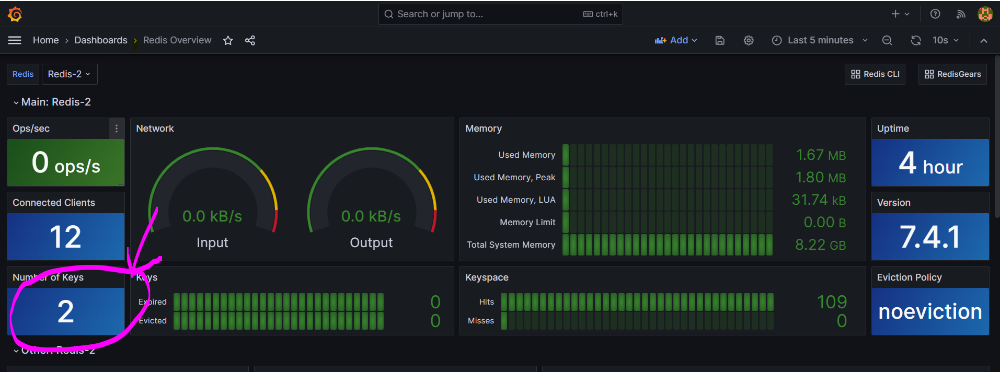 Search or jump to... ctrl+k
Home › Dashboards › Redis Overview Add Last 5 minutes 10s
Redis Redis-2 Redis CLI RedisGears
Main: Redis-2
Ops/sec
0 ops/s
Network
0.0 kB/s 0.0 kB/s
Input Output
Memory
Used Memory 1.67 MB
Used Memory, Peak 1.80 MB
Used Memory, LUA 31.74 kB
Memory Limit 0.00 B
Total System Memory 8.22 GB
Uptime
4 hour
Connected Clients
12
Version
7.4.1
Number of Keys
2
Keys
Expired 0
Evicted 0
Keyspace
Hits 109
Misses 0
Eviction Policy
noeviction
Other: Redis-2